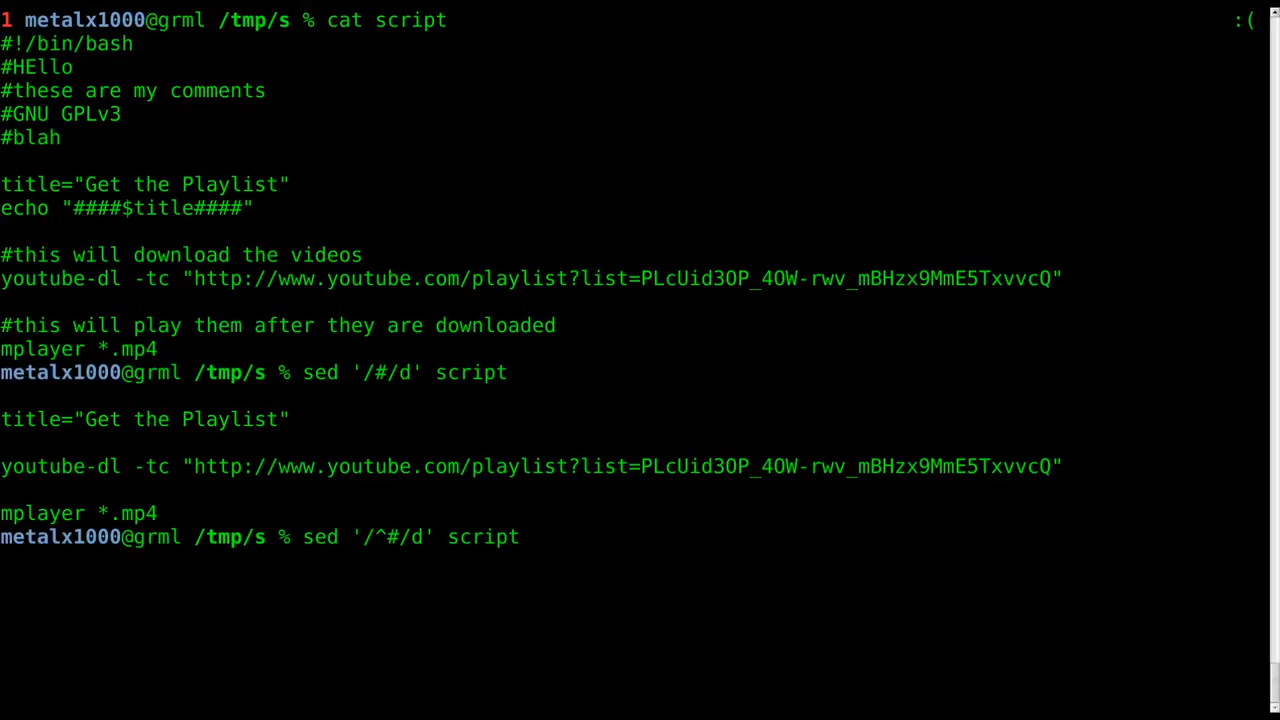 1 metalx1000@grml /tmp/s % cat script :(
#!/bin/bash
#HEllo
#these are my comments
#GNU GPLv3
#blah
title="Get the Playlist"
echo "####$title####"
#this will download the videos
youtube-dl -tc "http://www.youtube.com/playlist?list=PLcUid3OP_4OW-rwv_mBHzx9MmE5TxvvcQ"
#this will play them after they are downloaded
mplayer *.mp4
metalx1000@grml /tmp/s % sed '/#/d' script
title="Get the Playlist"
youtube-dl -tc "http://www.youtube.com/playlist?list=PLcUid3OP_4OW-rwv_mBHzx9MmE5TxvvcQ"
mplayer *.mp4
metalx1000@grml /tmp/s % sed '/^#/d' script